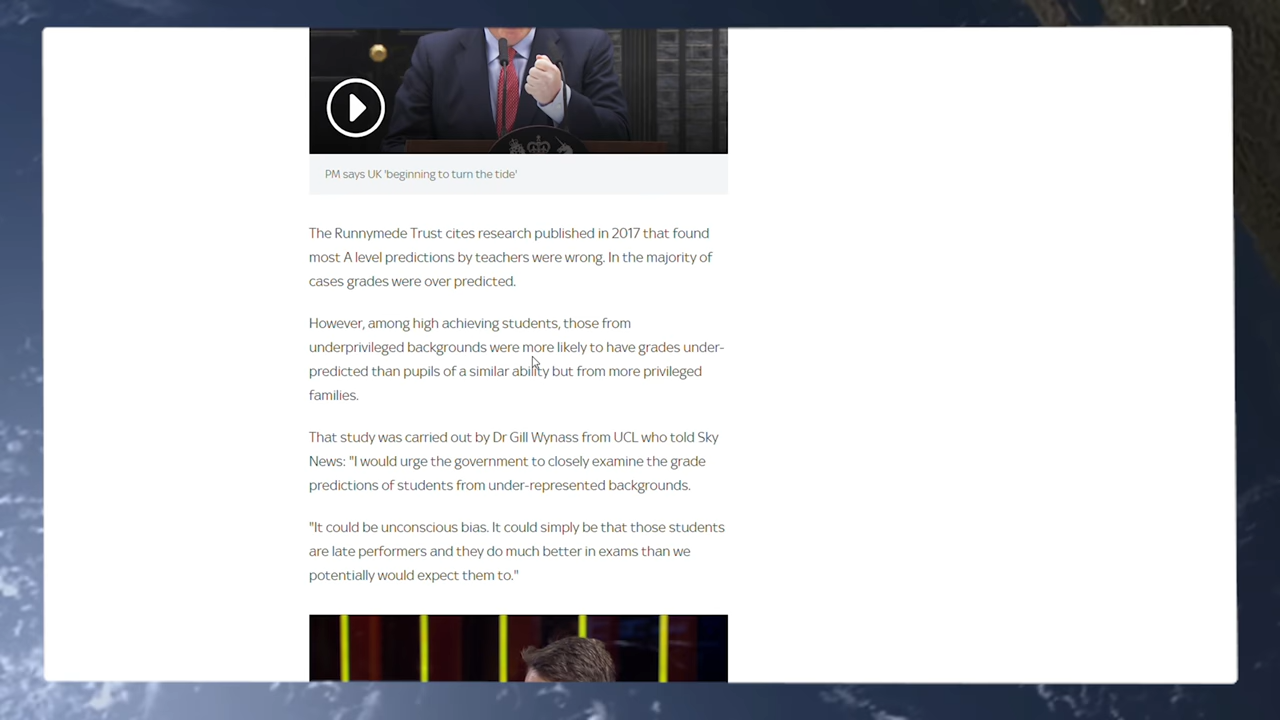 PM says UK 'beginning to turn the tide'
The Runnymede Trust cites research published in 2017 that found
most A level predictions by teachers were wrong. In the majority of
cases grades were over predicted.
However, among high achieving students, those from
underprivileged backgrounds were more likely to have grades under-
predicted than pupils of a similar ability but from more privileged
families.
That study was carried out by Dr Gill Wynass from UCL who told Sky
News: "I would urge the government to closely examine the grade
predictions of students from under-represented backgrounds.
"It could be unconscious bias. It could simply be that those students
are late performers and they do much better in exams than we
potentially would expect them to."